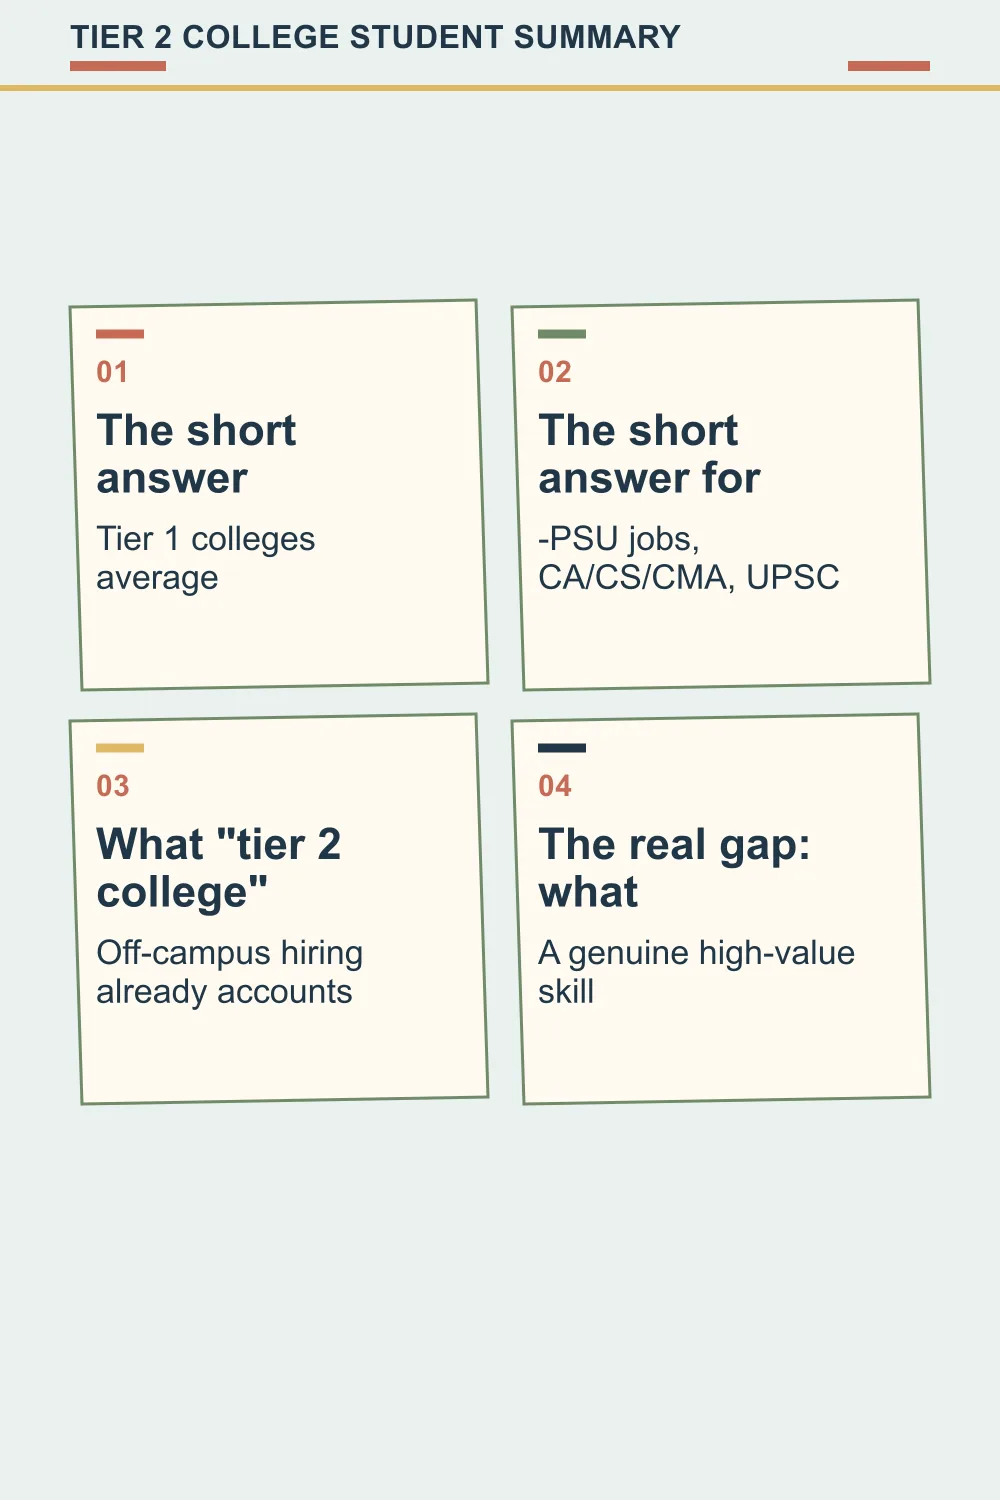 TIER 2 COLLEGE STUDENT SUMMARY
01
The short
answer
Tier 1 colleges
average
02
The short
answer for
-PSU jobs,
CA/CS/CMA, UPSC
03
What "tier 2
college"
Off-campus hiring
already accounts
04
The real gap:
what
A genuine high-value
skill